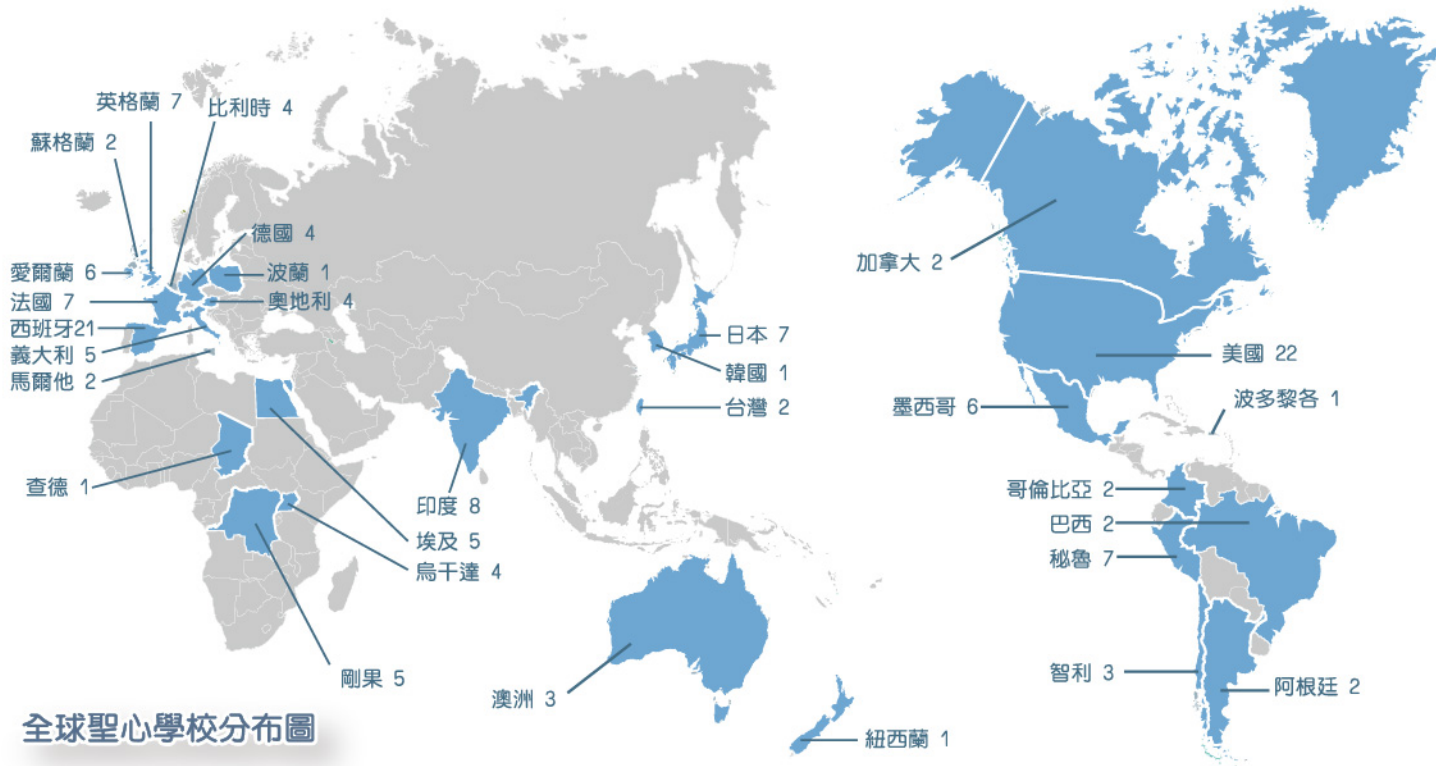 英格蘭 7
比利時 4
蘇格蘭 2
德國 4
愛爾蘭 6
波蘭 1
法國 7
奧地利 4
西班牙21
義大利 5
馬爾他 2
日本 7
韓國 1
台灣 2
查德 1
印度 8
埃及 5
烏干達 4
剛果 5
澳洲 3
紐西蘭 1
加拿大 2
美國 22
墨西哥 6
波多黎各 1
哥倫比亞 2
巴西 2
秘魯 7
智利 3
阿根廷 2
全球聖心學校分布圖